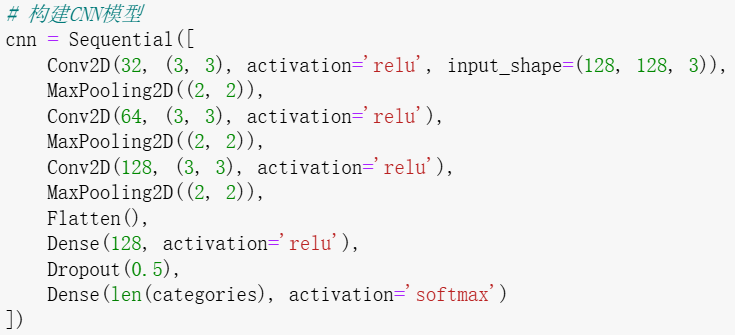 # 构建CNN模型
cnn = Sequential([
    Conv2D(32, (3, 3), activation='relu', input_shape=(128, 128, 3)),
    MaxPooling2D((2, 2)),
    Conv2D(64, (3, 3), activation='relu'),
    MaxPooling2D((2, 2)),
    Conv2D(128, (3, 3), activation='relu'),
    MaxPooling2D((2, 2)),
    Flatten(),
    Dense(128, activation='relu'),
    Dropout(0.5),
    Dense(len(categories), activation='softmax')
])